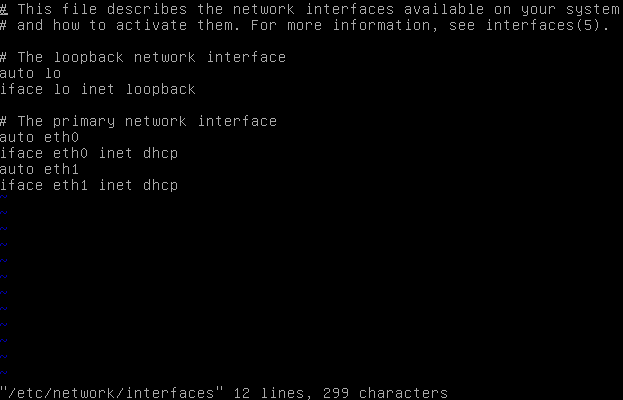 # This file describes the network interfaces available on your system
# and how to activate them. For more information, see interfaces(5).
# The loopback network interface
auto lo
iface lo inet loopback
# The primary network interface
auto eth0
iface eth0 inet dhcp
auto eth1
iface eth1 inet dhcp
~
~
~
~
~
~
~
~
~
~
~
~
"/etc/network/interfaces" 12 lines, 299 characters